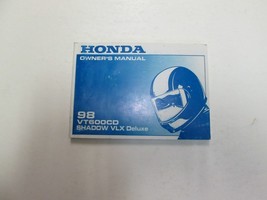 HONDA
OWNER'S MANUAL
98
VT600CD
SHADOW VLX Deluxe